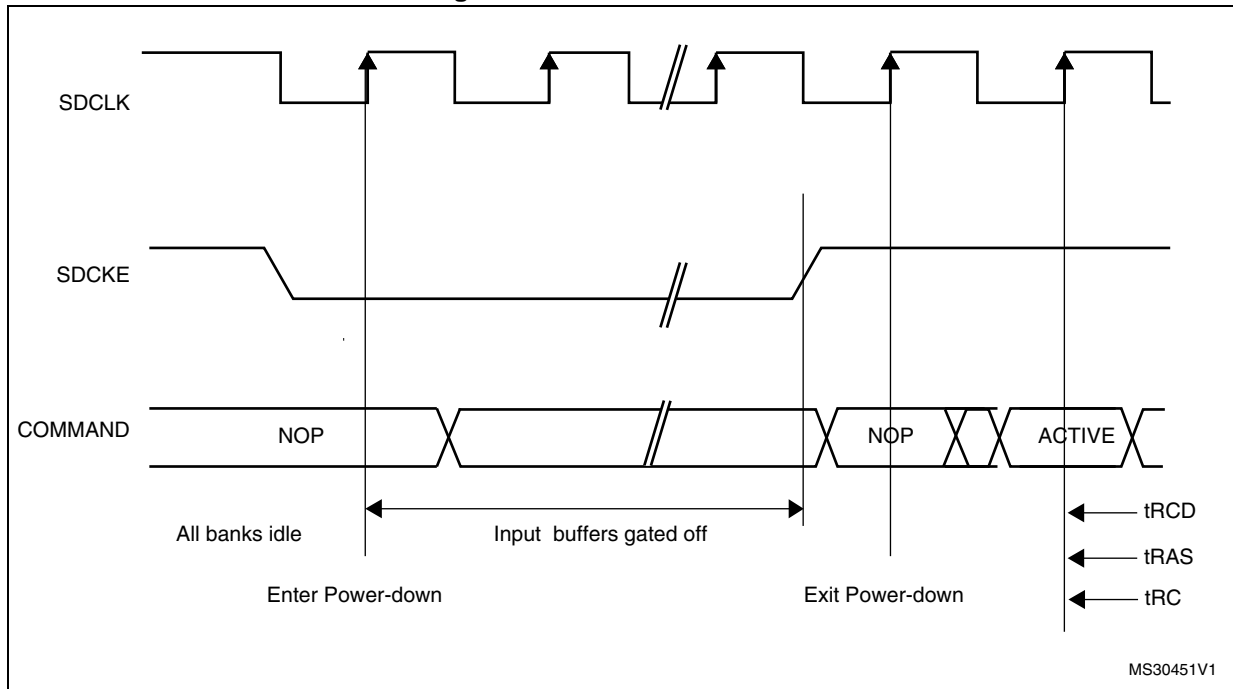 SDCLK
SDCKE
COMMAND
NOP
NOP
ACTIVE
tRCD
All banks idle
Input buffers gated off
tRAS
Enter Power-down
Exit Power-down
tRC
MS30451V1